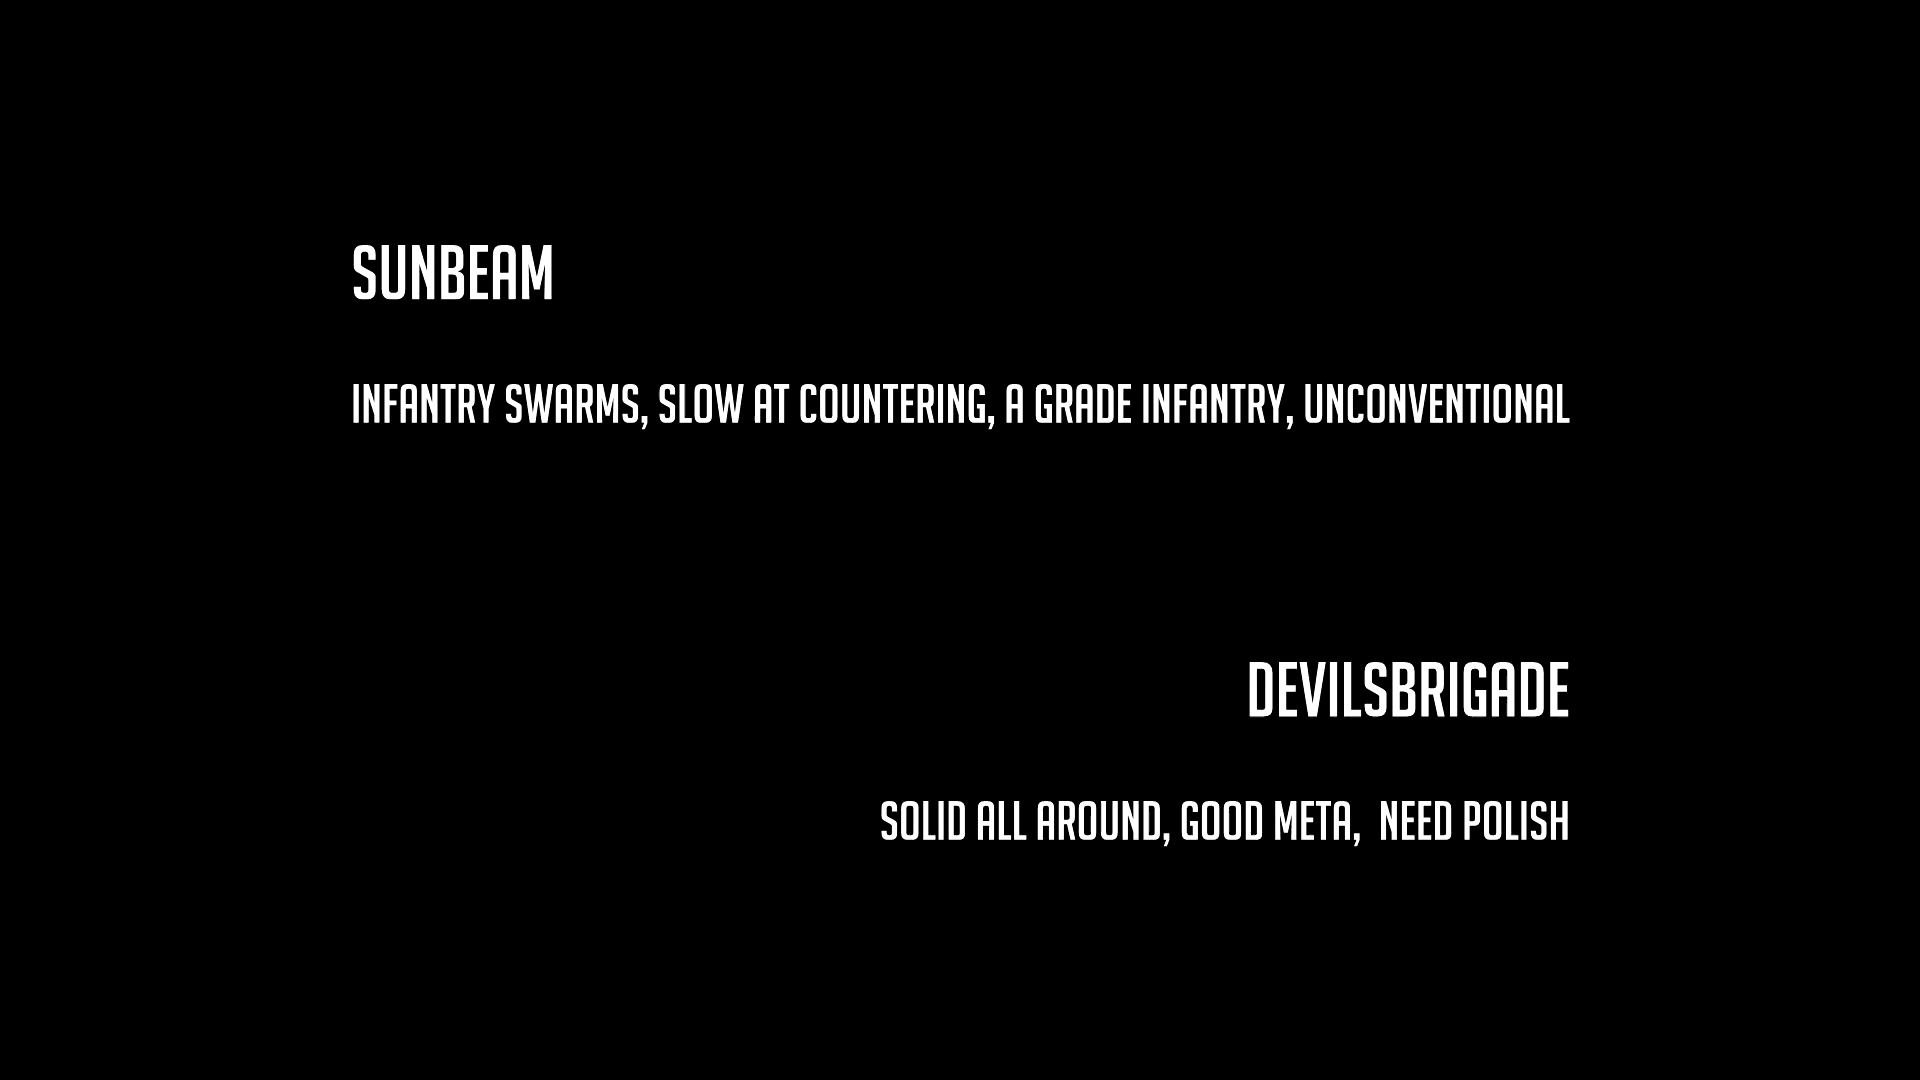 SUNBEAM
INFANTRY SWARMS, SLOW AT COUNTERING, A GRADE INFANTRY, UNCONVENTIONAL
DEVILSBRIGADE
SOLID ALL AROUND, GOOD META,  NEED POLISH